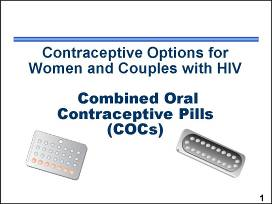 Contraceptive Options for
Women and Couples with HIV
Combined Oral
Contraceptive Pills
(COCs)
1